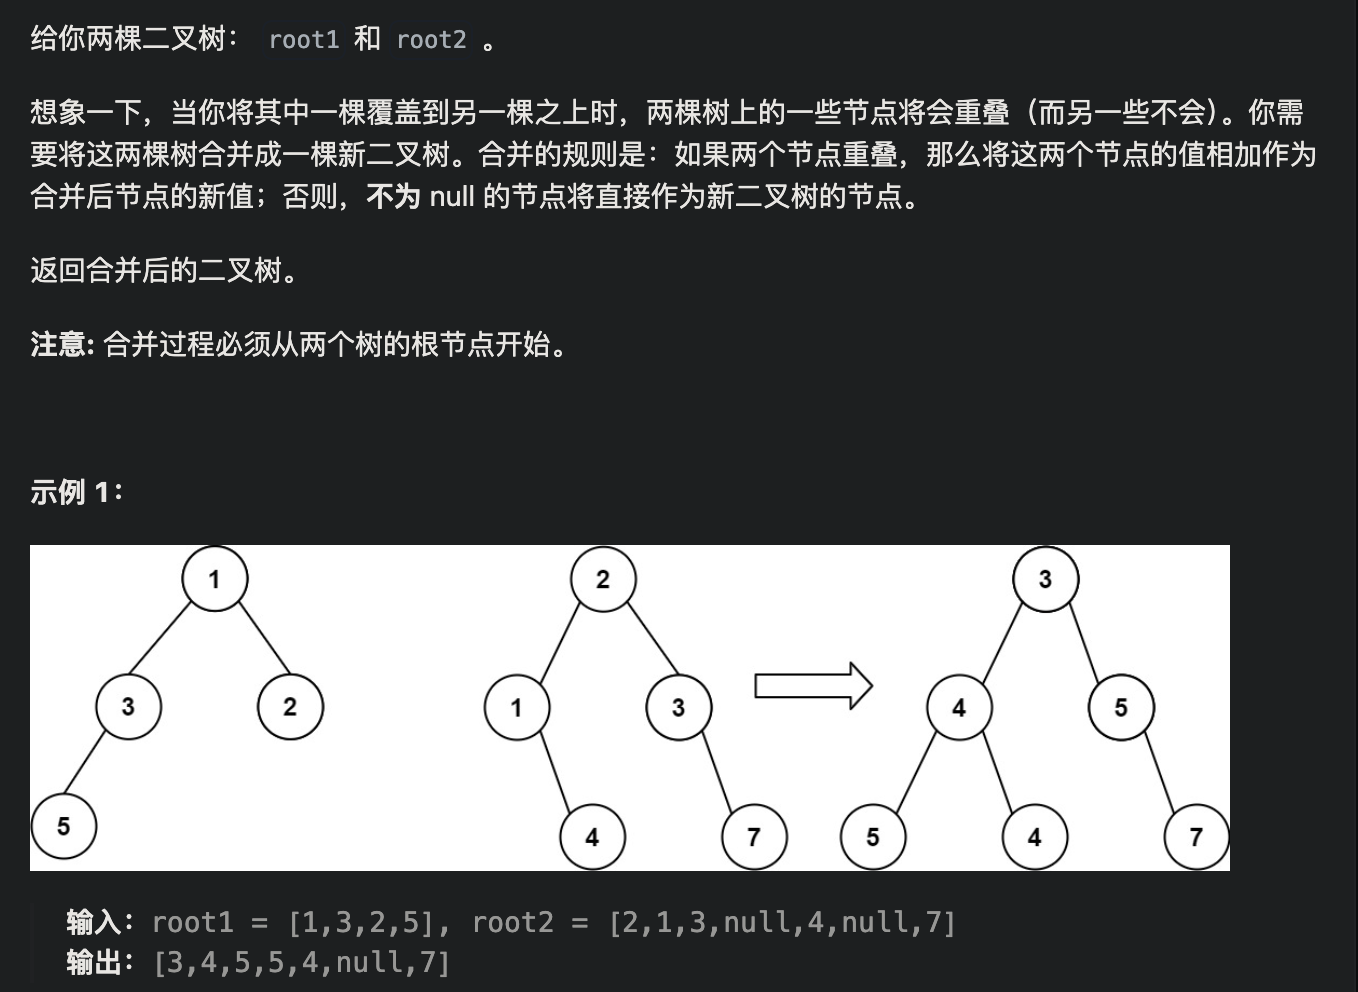 给你两棵二叉树： root1 和 root2 。
想象一下，当你将其中一棵覆盖到另一棵之上时，两棵树上的一些节点将会重叠（而另一些不会）。你需
要将这两棵树合并成一棵新二叉树。合并的规则是：如果两个节点重叠，那么将这两个节点的值相加作为
合并后节点的新值；否则，不为 null 的节点将直接作为新二叉树的节点。
返回合并后的二叉树。
注意: 合并过程必须从两个树的根节点开始。
示例 1：
1 2 3
3 2 1 3 4 5
5 4 7 5 4 7
输入：root1 = [1,3,2,5], root2 = [2,1,3,null,4,null,7]
输出：[3,4,5,5,4,null,7]